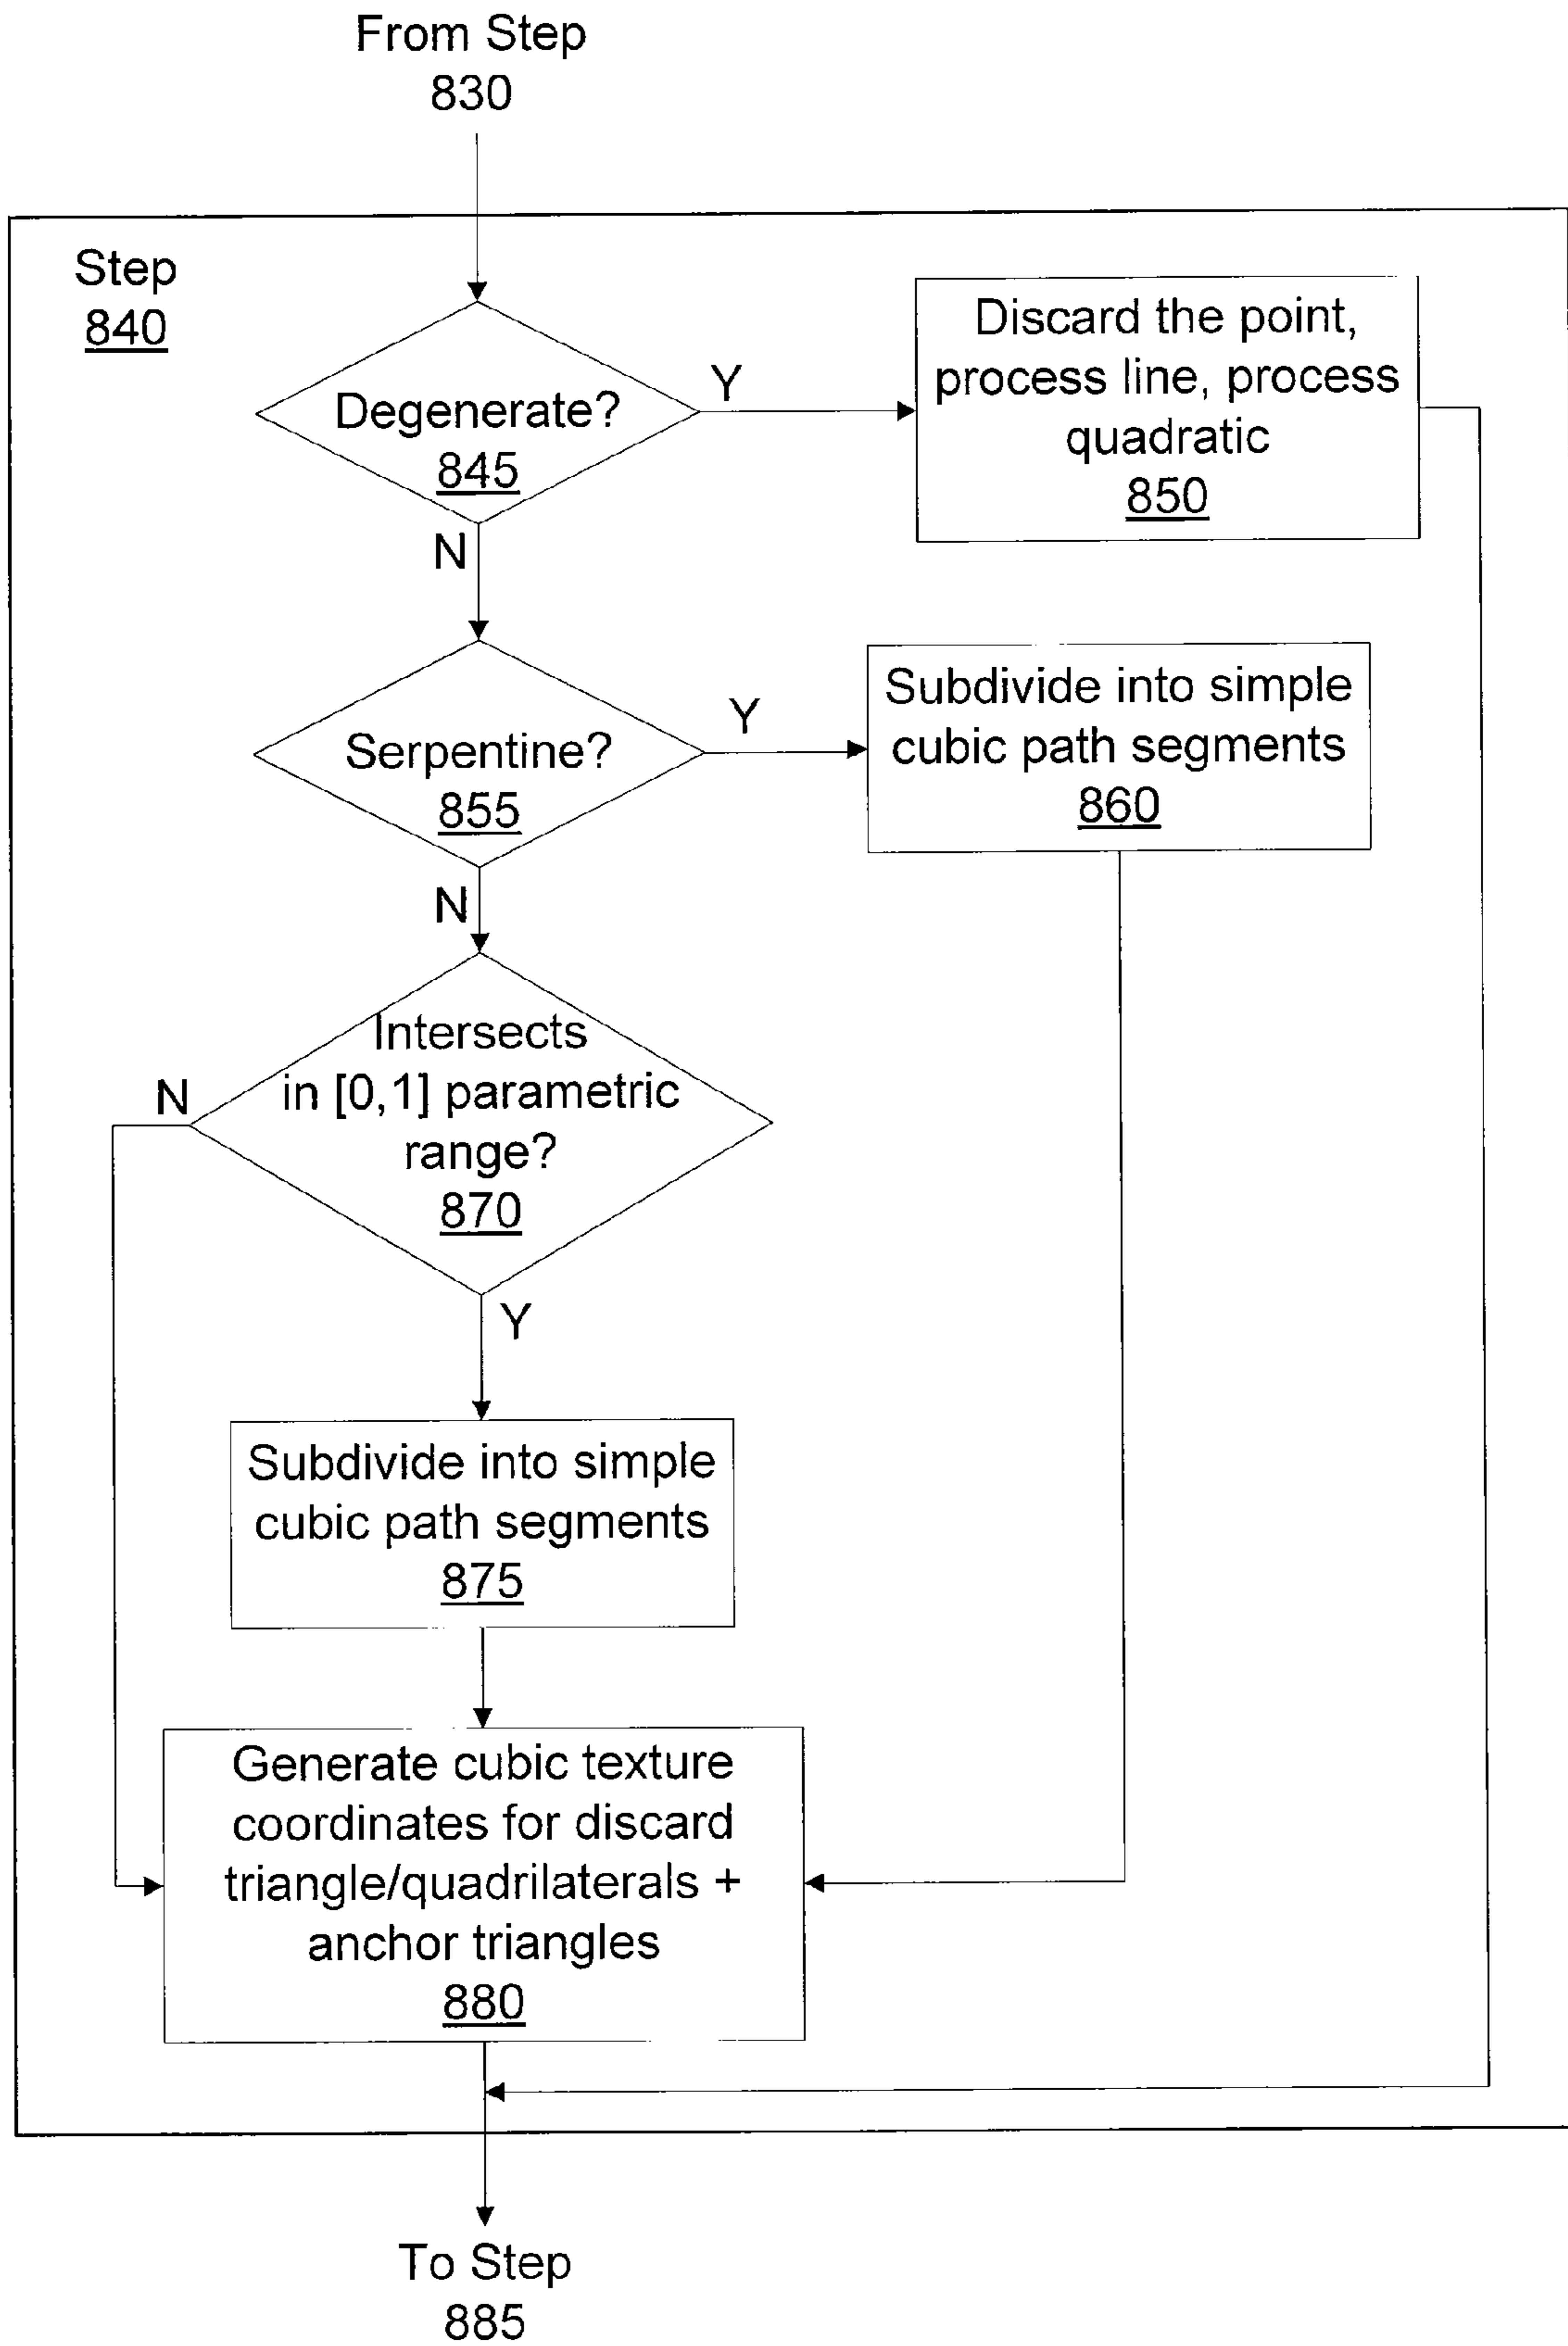 From Step
830
Step
840
Degenerate?
845
Y
Discard the point,
process line, process
quadratic
850
N
Serpentine?
855
Y
Subdivide into simple
cubic path segments
860
N
Intersects
in [0,1] parametric
range?
870
N
Y
Subdivide into simple
cubic path segments
875
Generate cubic texture
coordinates for discard
triangle/quadrilaterals +
anchor triangles
880
To Step
885